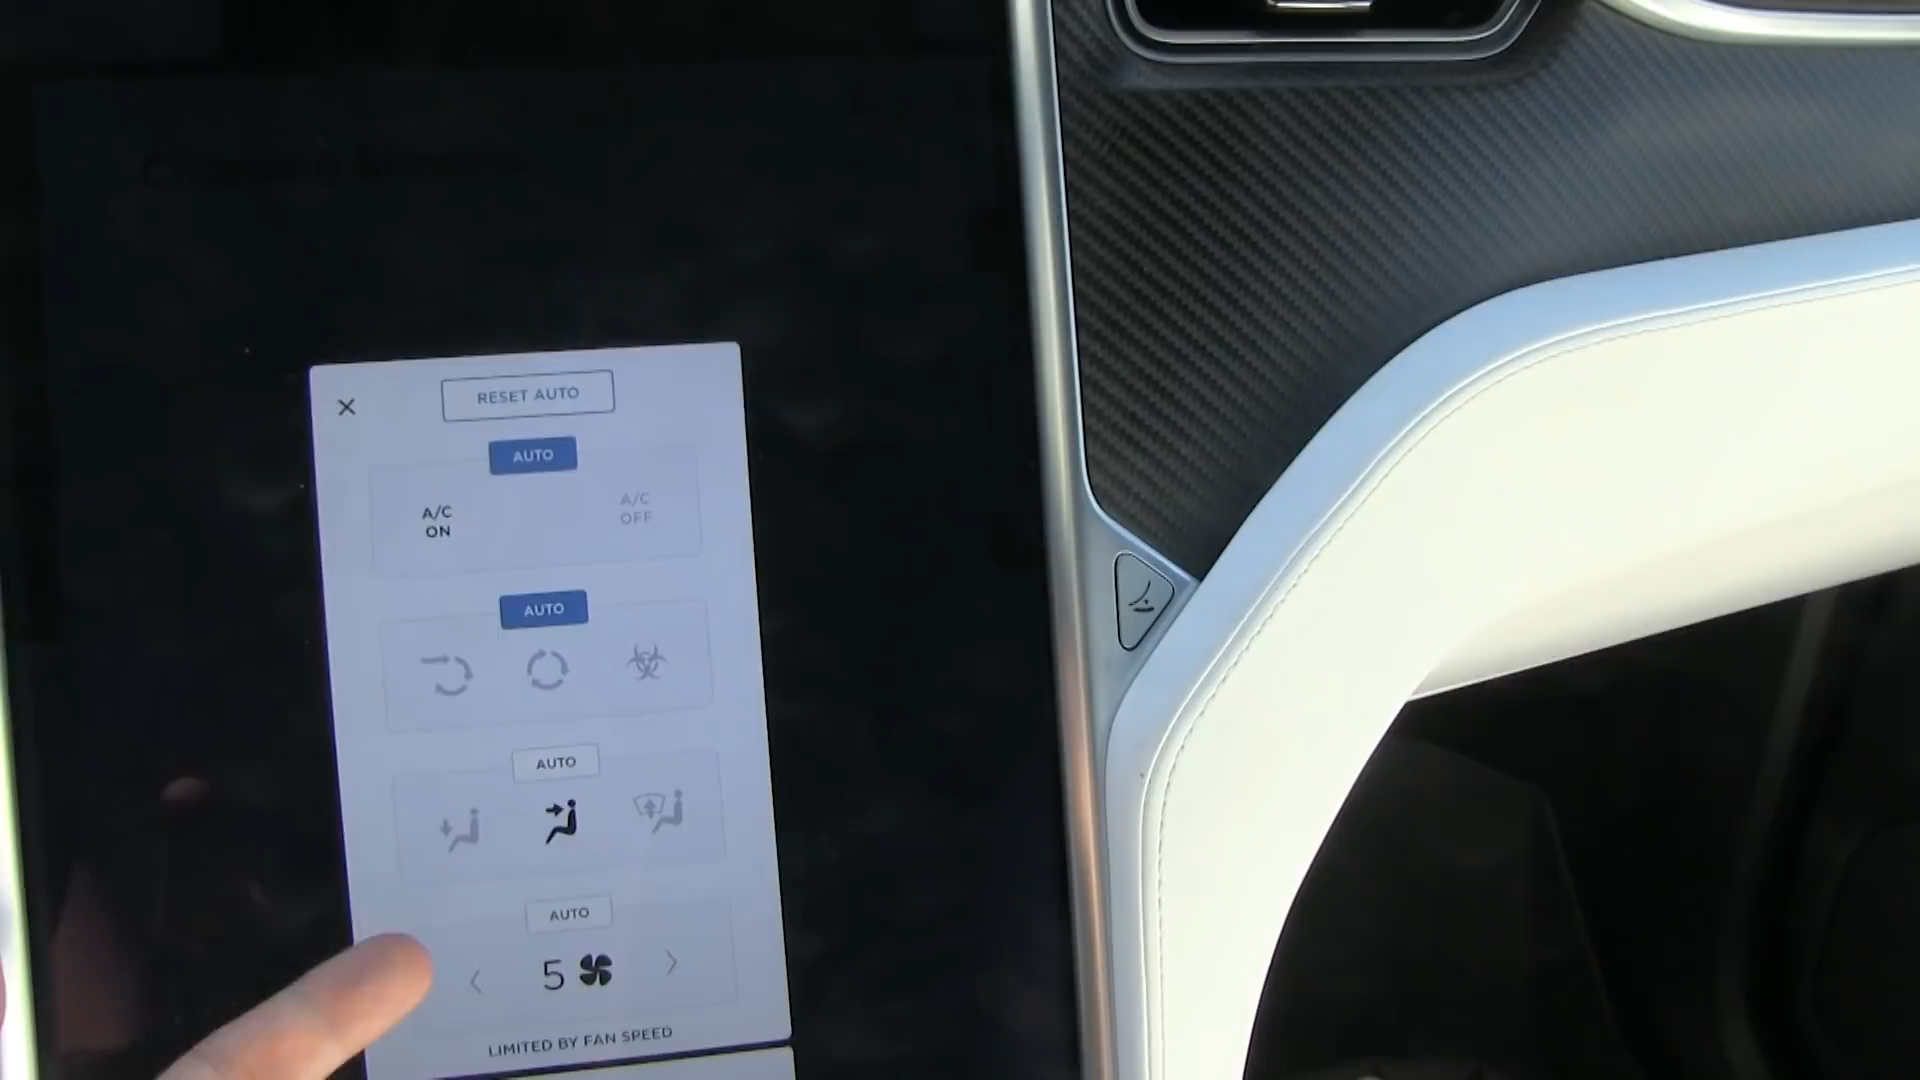 RESET AUTO
AUTO
A/C
ON
A/C
OFF
AUTO
AUTO
AUTO
5
LIMITED BY FAN SPEED